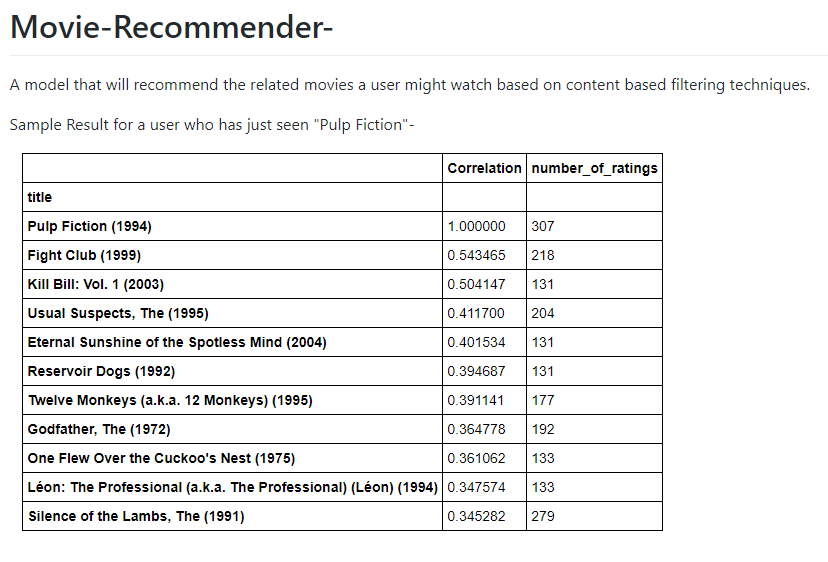 Movie-Recommender-
A model that will recommend the related movies a user might watch based on content based filtering techniques.
Sample Result for a user who has just seen "Pulp Fiction"-
Correlation number_of_ratings
title
Pulp Fiction (1994) 1.000000 307
Fight Club (1999) 0.543465 218
Kill Bill: Vol. 1 (2003) 0.504147 131
Usual Suspects, The (1995) 0.411700 204
Eternal Sunshine of the Spotless Mind (2004) 0.401534 131
Reservoir Dogs (1992) 0.394687 131
Twelve Monkeys (a.k.a. 12 Monkeys) (1995) 0.391141 177
Godfather, The (1972) 0.364778 192
One Flew Over the Cuckoo's Nest (1975) 0.361062 133
Léon: The Professional (a.k.a. The Professional) (Léon) (1994) 0.347574 133
Silence of the Lambs, The (1991) 0.345282 279